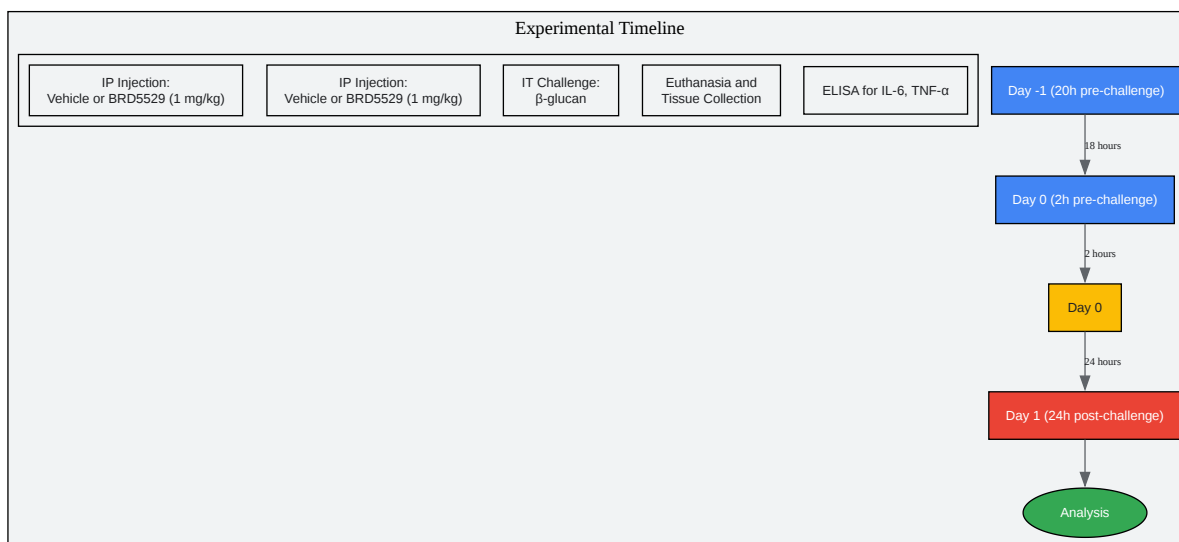 Experimental Timeline
IP Injection:
Vehicle or BRD5529 (1 mg/kg)
IP Injection:
Vehicle or BRD5529 (1 mg/kg)
IT Challenge:
β-glucan
Euthanasia and
Tissue Collection
ELISA for IL-6, TNF-α
Day -1 (20h pre-challenge)
18 hours
Day 0 (2h pre-challenge)
2 hours
Day 0
24 hours
Day 1 (24h post-challenge)
Analysis